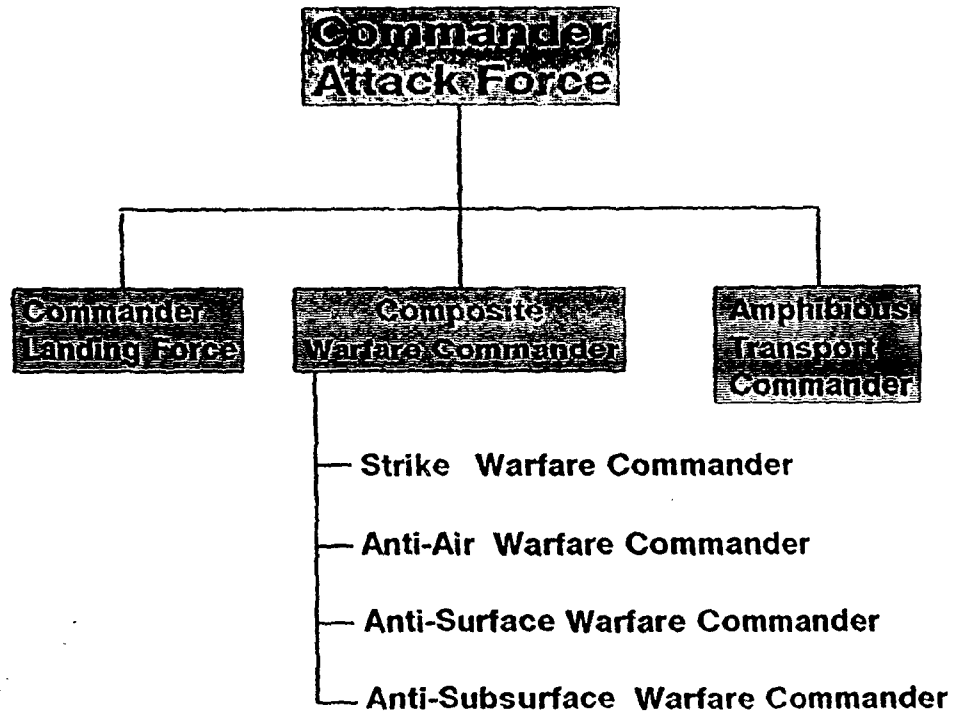 Commander
Attack Force
Commander
Landing Force
Composite
Warfare Commander
Amphibious
Transport
Commander
Strike Warfare Commander
Anti-Air Warfare Commander
Anti-Surface Warfare Commander
Anti-Subsurface Warfare Commander